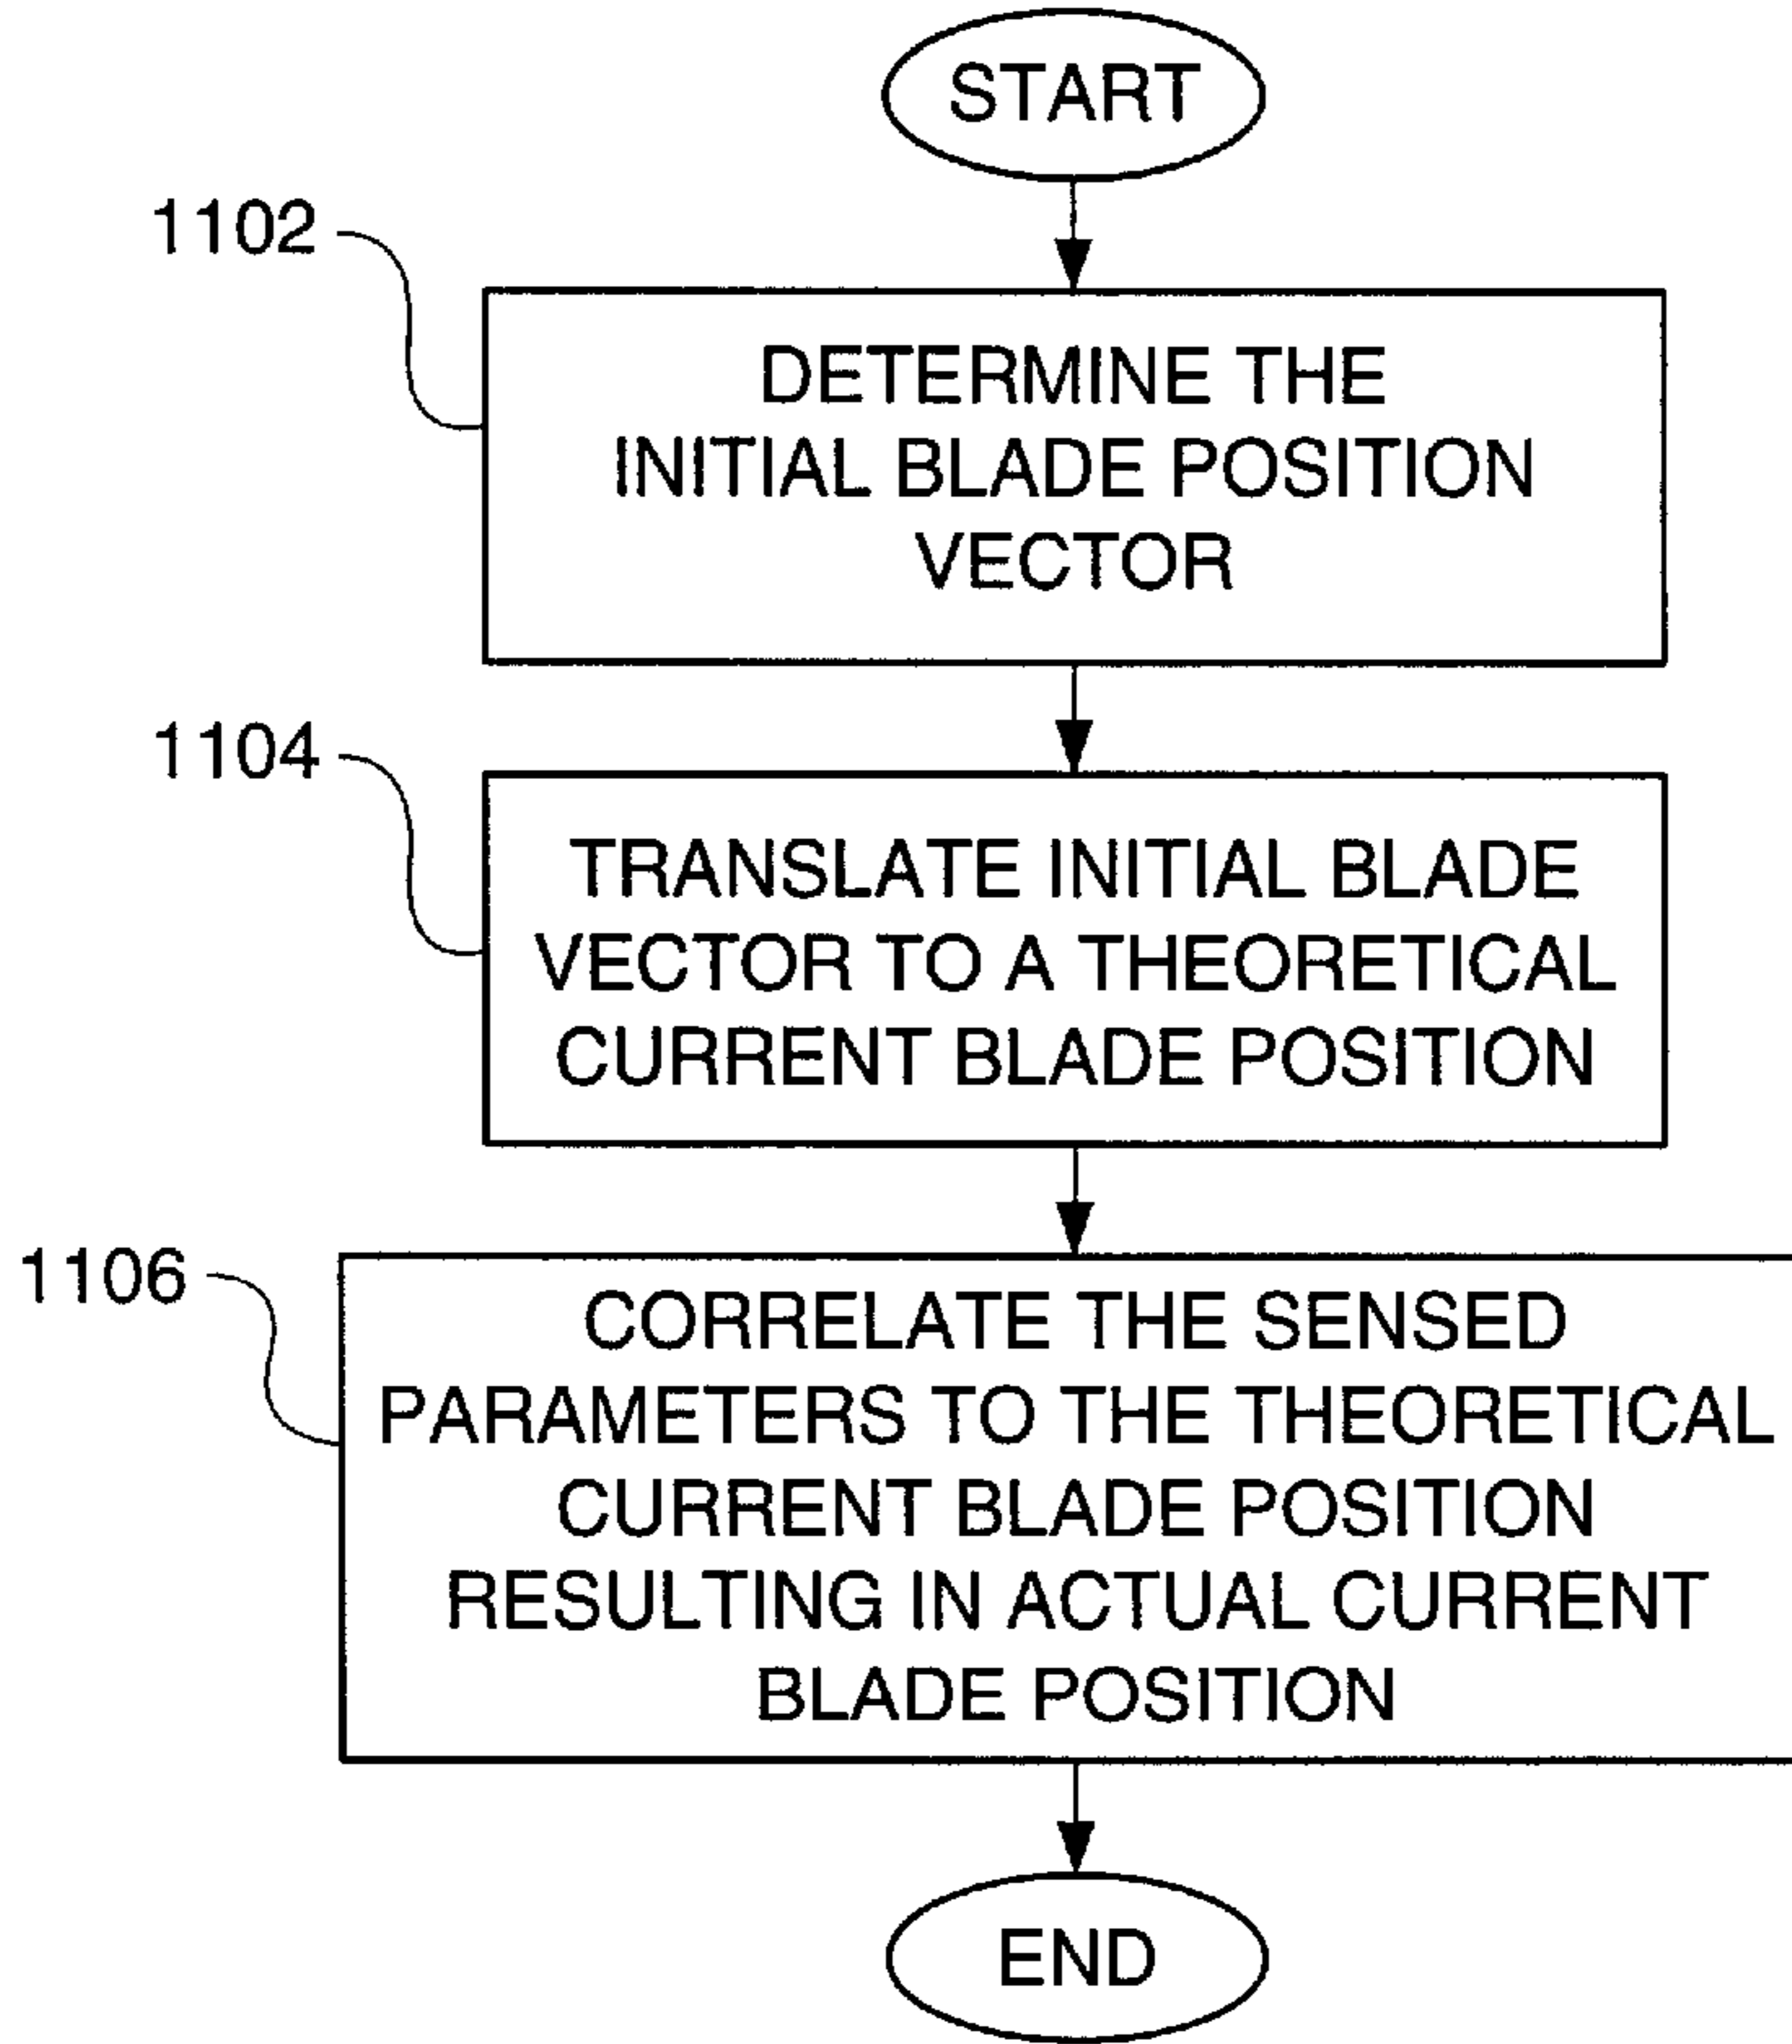 START
1102
DETERMINE THE
INITIAL BLADE POSITION
VECTOR
1104
TRANSLATE INITIAL BLADE
VECTOR TO A THEORETICAL
CURRENT BLADE POSITION
1106
CORRELATE THE SENSED
PARAMETERS TO THE THEORETICAL
CURRENT BLADE POSITION
RESULTING IN ACTUAL CURRENT
BLADE POSITION
END